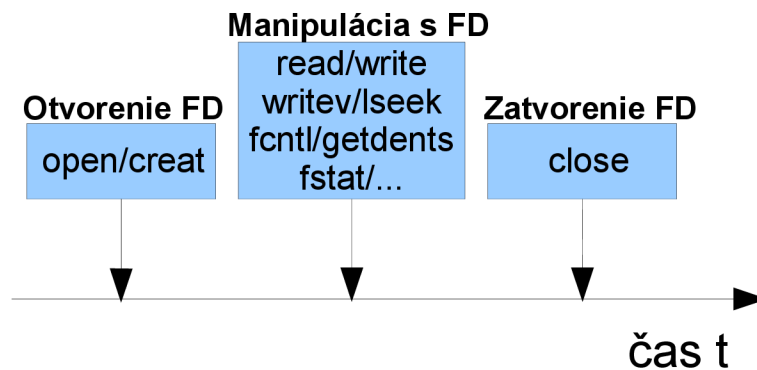 Otvorenie FD
open/creat
Manipulácia s FD
read/write
writev/lseek
fcntl/getdents
fstat/...
Zatvorenie FD
close
čas t